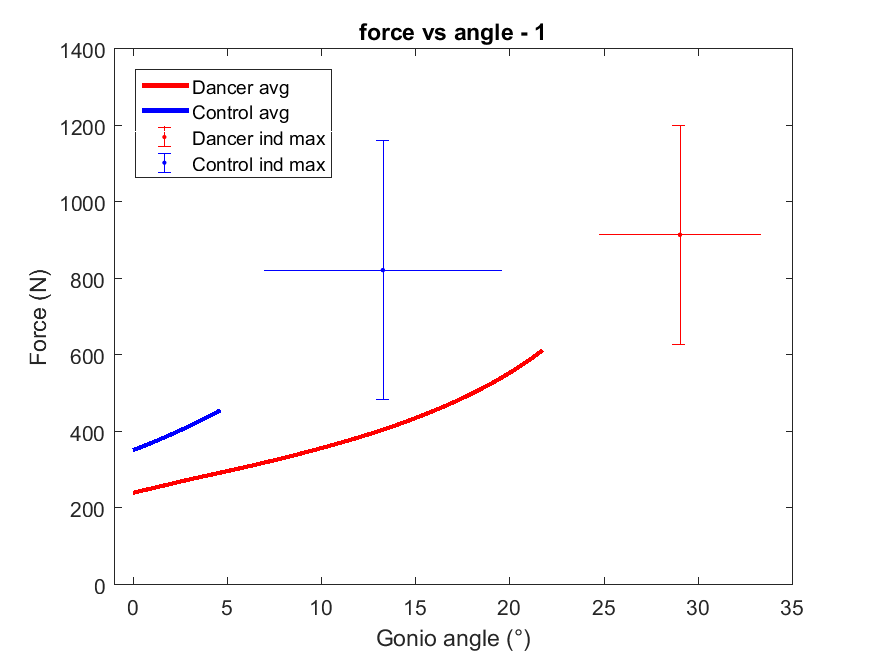 force vs angle - 1
1400
1200
1000
800
600
400
200
0
Force (N)
Dancer avg
Control avg
Dancer ind max
Control ind max
0 5 10 15 20 25 30 35
Gonio angle (°)